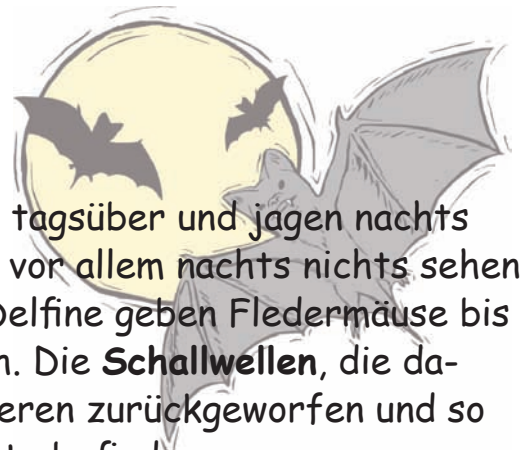 tagsüber und jagen nachts
vor allem nachts nichts sehen
Delfine geben Fledermäuse bis
Die Schallwellen, die da-
eren zurückgeworfen und so